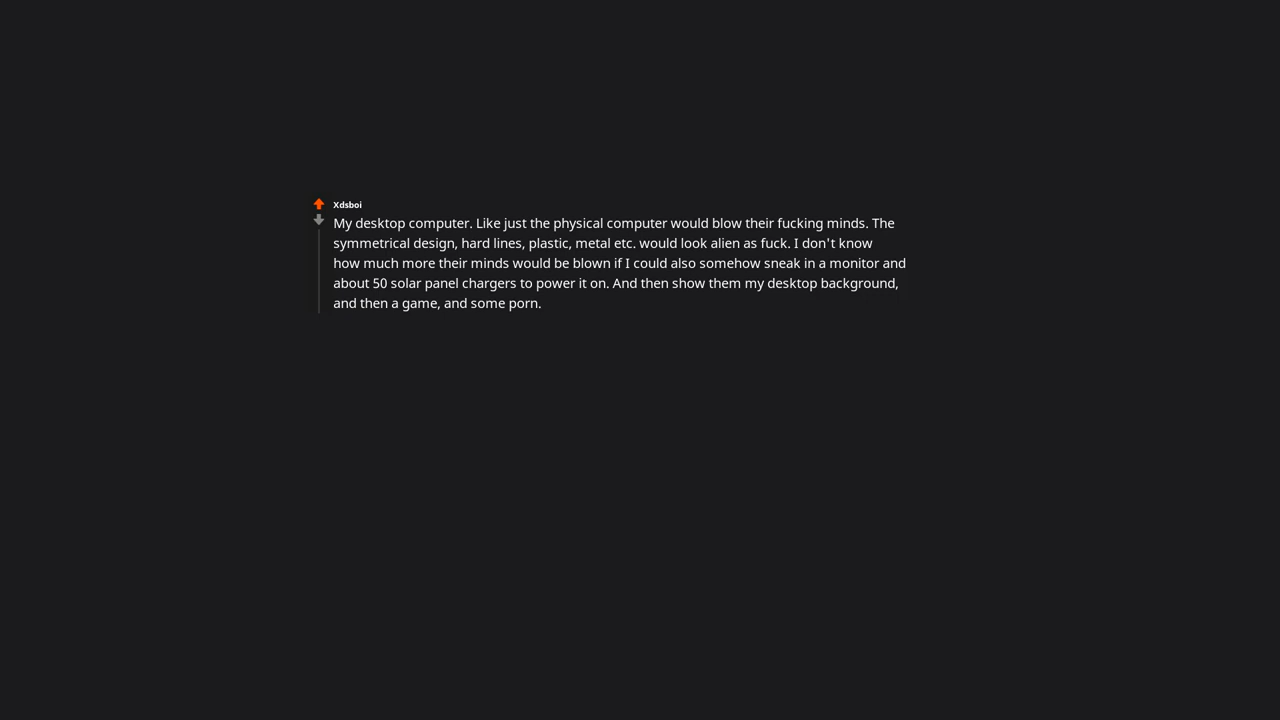 Xdsboi
My desktop computer. Like just the physical computer would blow their fucking minds. The
symmetrical design, hard lines, plastic, metal etc. would look alien as fuck. I don't know
how much more their minds would be blown if I could also somehow sneak in a monitor and
about 50 solar panel chargers to power it on. And then show them my desktop background,
and then a game, and some porn.